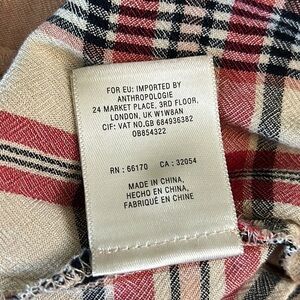 FOR EU: IMPORTED BY
ANTHROPOLOGIE
24 MARKET PLACE, 3RD FLOOR,
LONDON, UK W1W8AN
CIF: VAT NO.GB 684936382
OB854322
RN : 66170 CA : 32054
MADE IN CHINA,
HECHO EN CHINA,
FABRIQUÉ EN CHINE